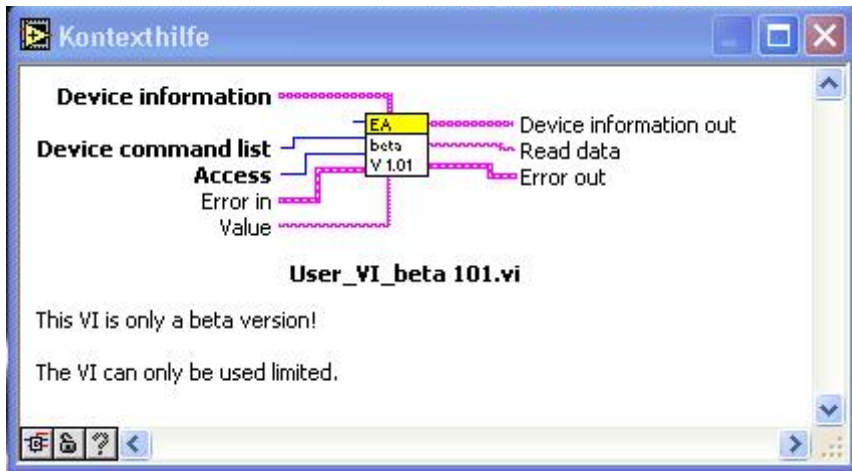 Kontexthilfe
Device information
Device command list
Access
Error in
Value
EA
beta
V 1.01
Device information out
Read data
Error out
User_VI_beta 101.vi
This VI is only a beta version!
The VI can only be used limited.
?